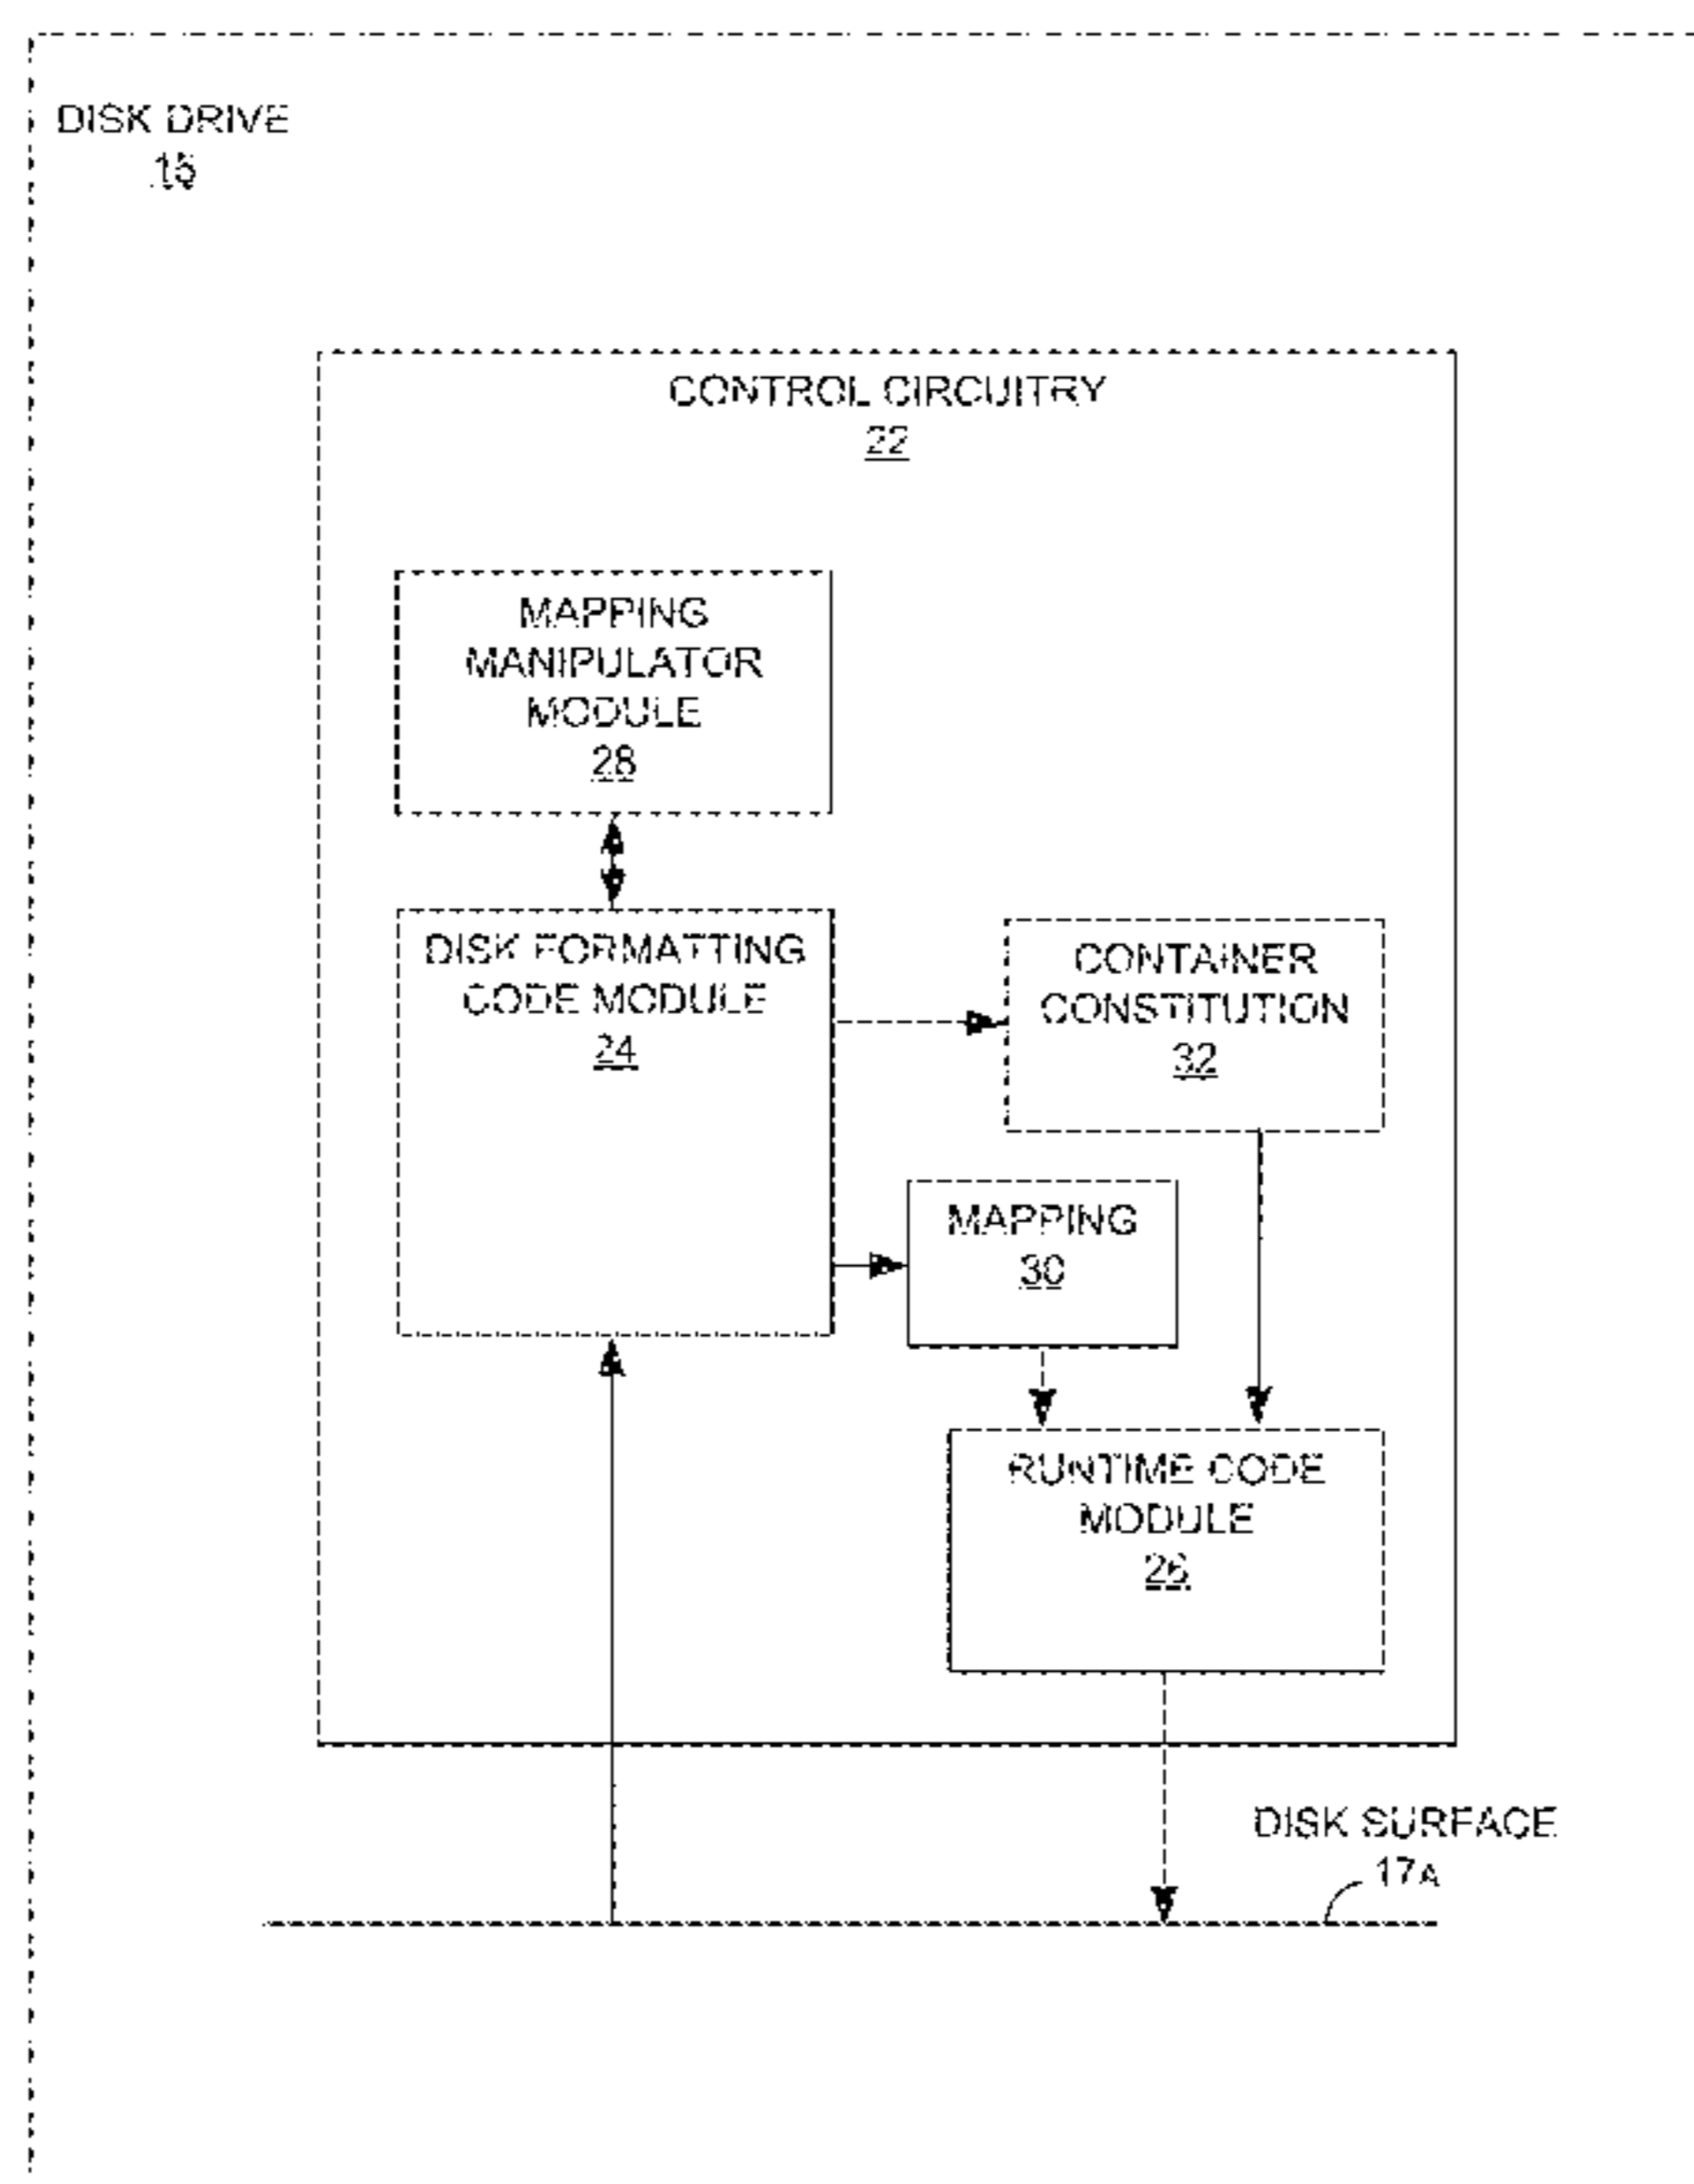 DISK DRIVE
15
CONTROL CIRCUITRY
22
MAPPING
MANIPULATOR
MODULE
28
DISK FORMATTING
CODE MODULE
24
CONTAINER
CONSTITUTION
32
MAPPING
30
RUNTIME CODE
MODULE
26
DISK SURFACE
17A